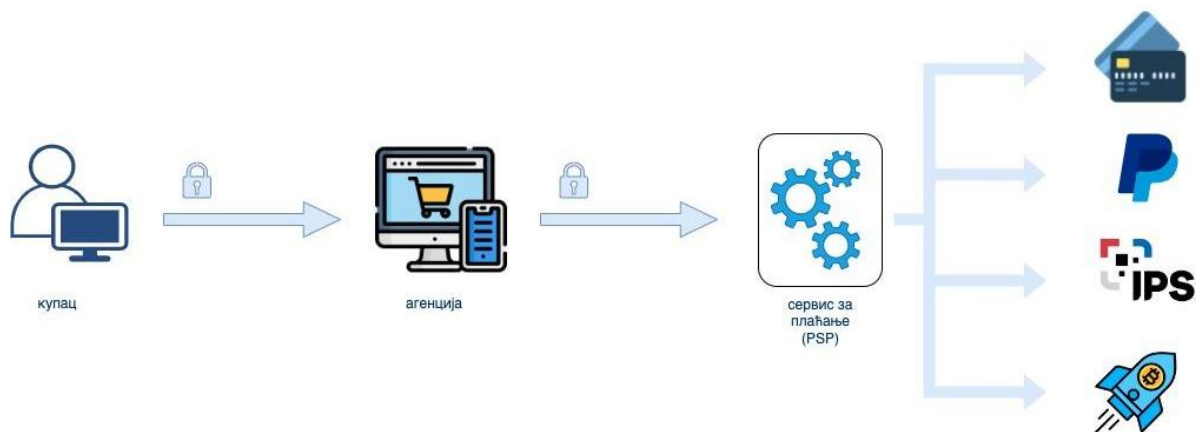 купац
агенција
сервис за
плаћање
(PSP)
IPS